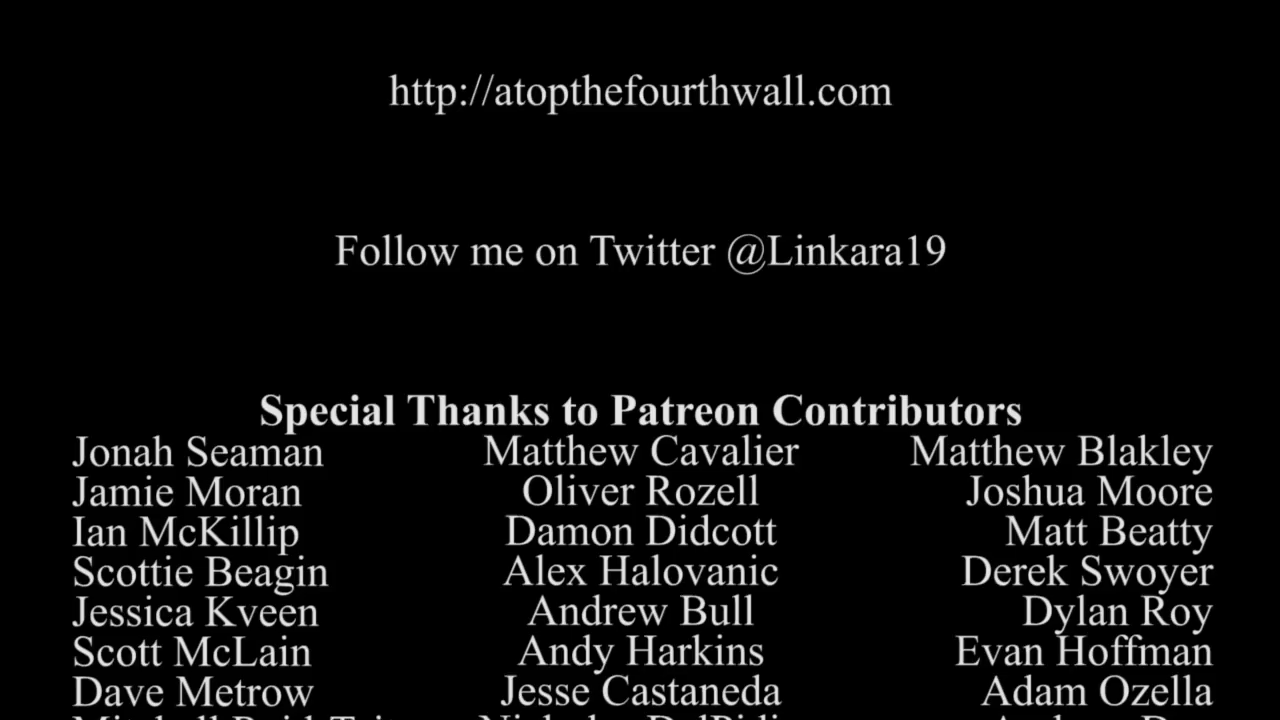 http://atopthefourthwall.com
Follow me on Twitter @Linkara19
Special Thanks to Patreon Contributors
Jonah Seaman Matthew Cavalier Matthew Blakley
Jamie Moran Oliver Rozell Joshua Moore
Ian McKillip Damon Didcott Matt Beatty
Scottie Beagin Alex Halovanic Derek Swoyer
Jessica Kveen Andrew Bull Dylan Roy
Scott McLain Andy Harkins Evan Hoffman
Dave Metrow Jesse Castaneda Adam Ozella